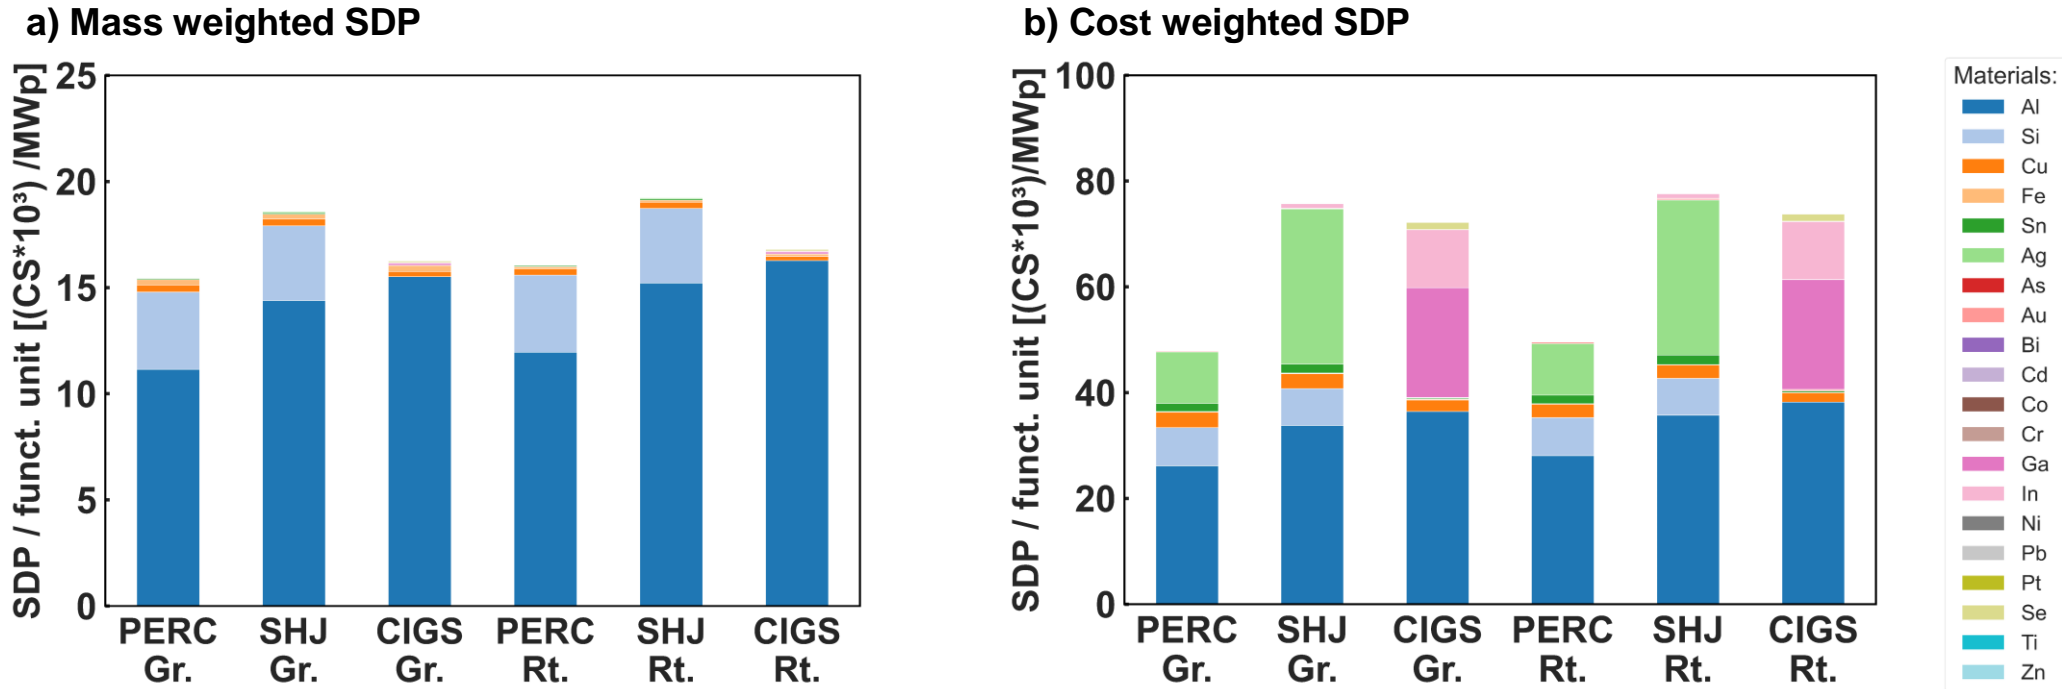 a) Mass weighted SDP
SDP / funct. unit [(CS*10³) /MWp]
25
20
15
10
5
0
PERC Gr.
SHJ Gr.
CIGS Gr.
PERC Rt.
SHJ Rt.
CIGS Rt.
b) Cost weighted SDP
SDP / funct. unit [(CS*10³)/MWp]
100
80
60
40
20
0
PERC Gr.
SHJ Gr.
CIGS Gr.
PERC Rt.
SHJ Rt.
CIGS Rt.
Materials:
Al
Si
Cu
Fe
Sn
Ag
As
Au
Bi
Cd
Co
Cr
Ga
In
Ni
Pb
Pt
Se
Ti
Zn